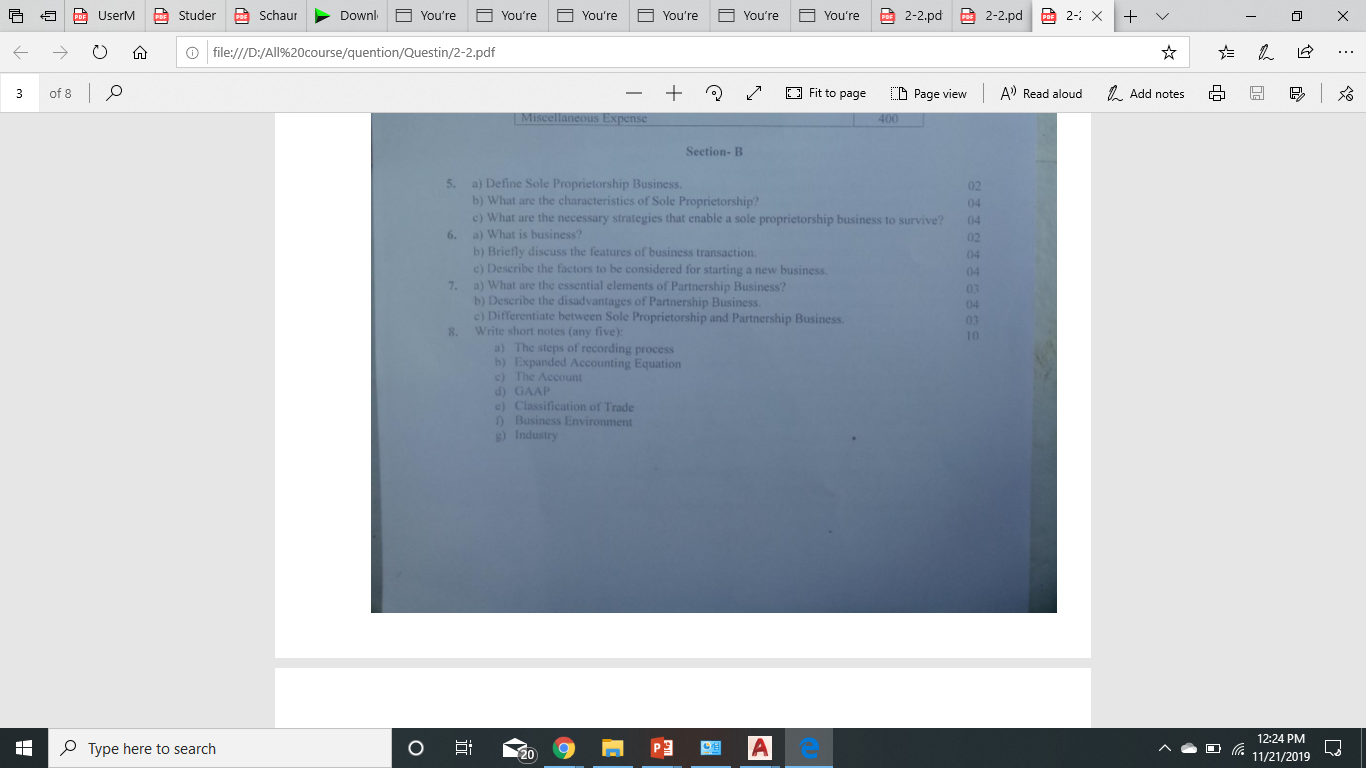 UserM
Studer
Schaur
Downl
You're
You're
You're
You're
You're
You're
2-2.pd
2-2.pd
2-2
file:///D:/All%20course/quention/Questin/2-2.pdf
3 of 8
Fit to page
Page view
Read aloud
Add notes
Miscellaneous Expense 400
Section- B
5. a) Define Sole Proprietorship Business. 02
b) What are the characteristics of Sole Proprietorship? 04
c) What are the necessary strategies that enable a sole proprietorship business to survive? 04
6. a) What is business? 02
b) Briefly discuss the features of business transaction. 04
c) Describe the factors to be considered for starting a new business. 04
7. a) What are the essential elements of Partnership Business? 03
b) Describe the disadvantages of Partnership Business. 04
c) Differentiate between Sole Proprietorship and Partnership Business. 03
8. Write short notes (any five): 10
a) The steps of recording process
b) Expanded Accounting Equation
c) The Account
d) GAAP
e) Classification of Trade
f) Business Environment
g) Industry
Type here to search
20
12:24 PM
11/21/2019